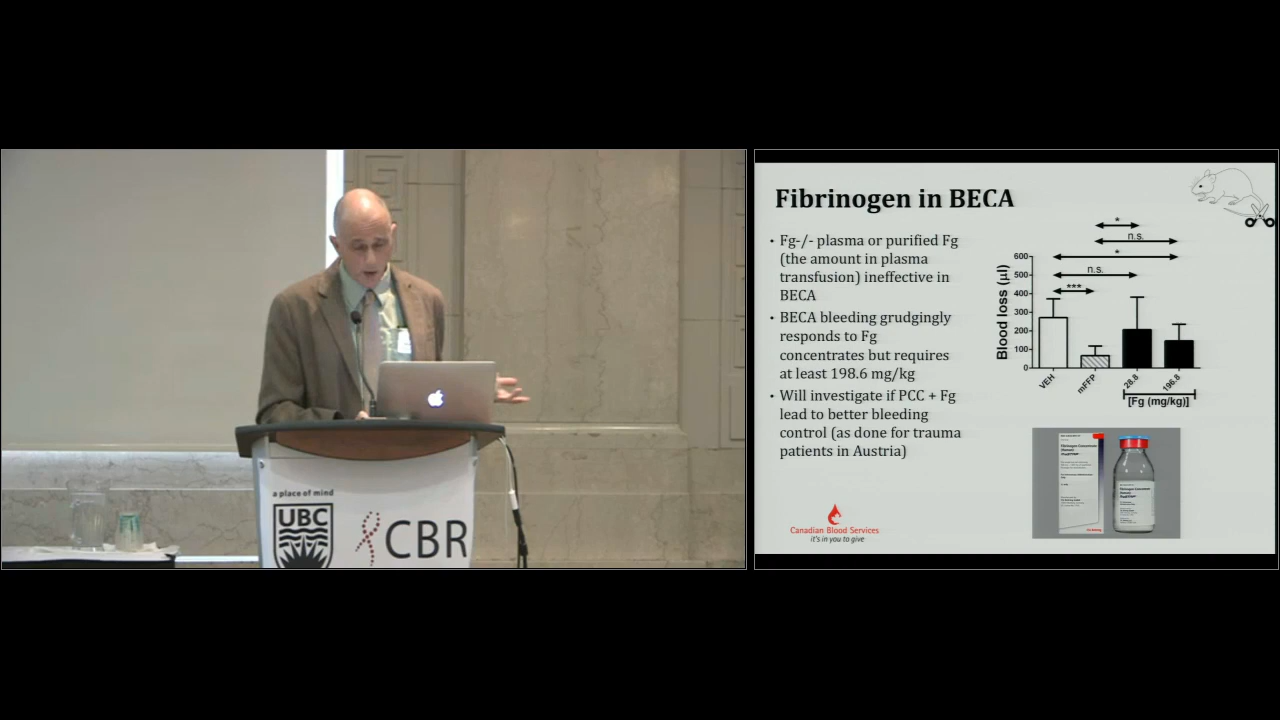 a place of mind
UBC
CBR
Fibrinogen in BECA
• Fg-/- plasma or purified Fg
(the amount in plasma
transfusion) ineffective in
BECA
• BECA bleeding grudgingly
responds to Fg
concentrates but requires
at least 198.6 mg/kg
• Will investigate if PCC + Fg
lead to better bleeding
control (as done for trauma
patients in Austria)
*
n.s.
*
n.s.
***
Blood loss (µl)
600
500
400
300
200
100
0
VEH
mFFP
28.8
196.8
[Fg (mg/kg)]
Canadian Blood Services
it's in you to give